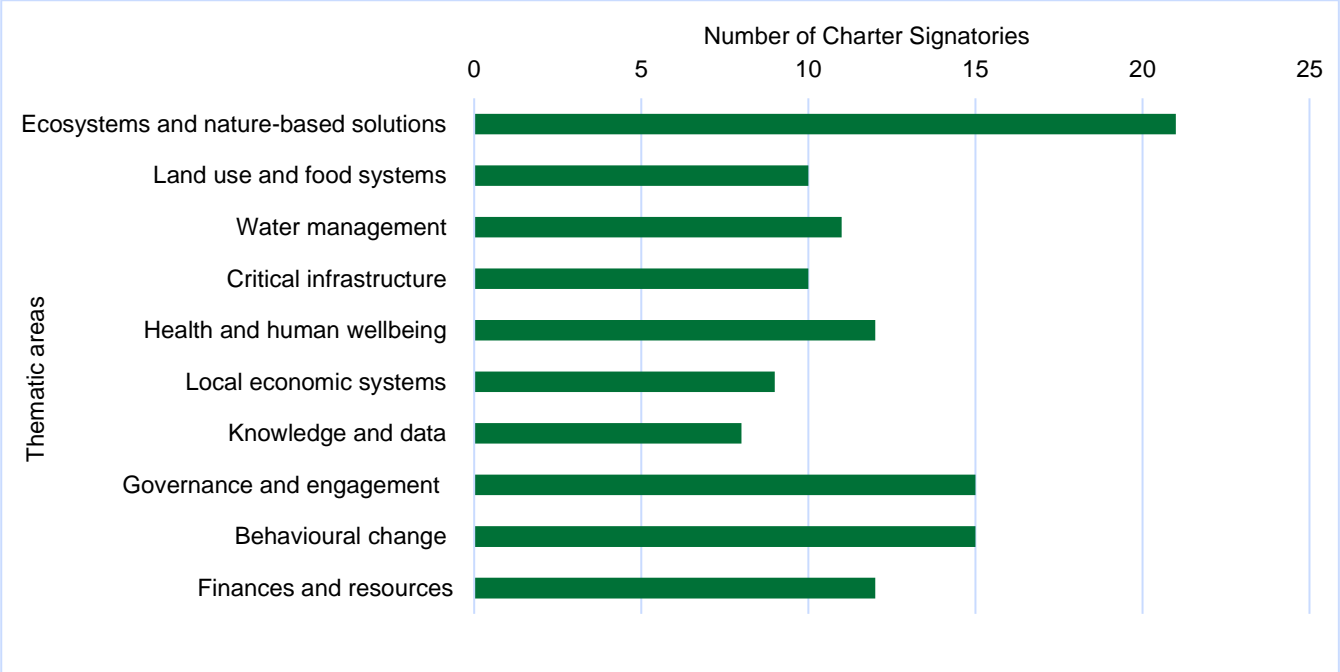 Number of Charter Signatories
0 5 10 15 20 25
Thematic areas
Ecosystems and nature-based solutions
Land use and food systems
Water management
Critical infrastructure
Health and human wellbeing
Local economic systems
Knowledge and data
Governance and engagement
Behavioural change
Finances and resources